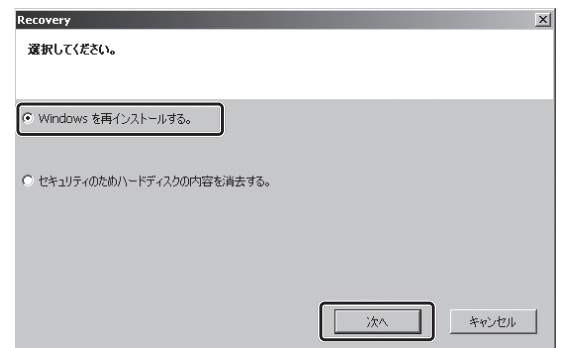 Recovery
選択してください。
Windows を再インストールする。
セキュリティのためハードディスクの内容を消去する。
次へ
キャンセル